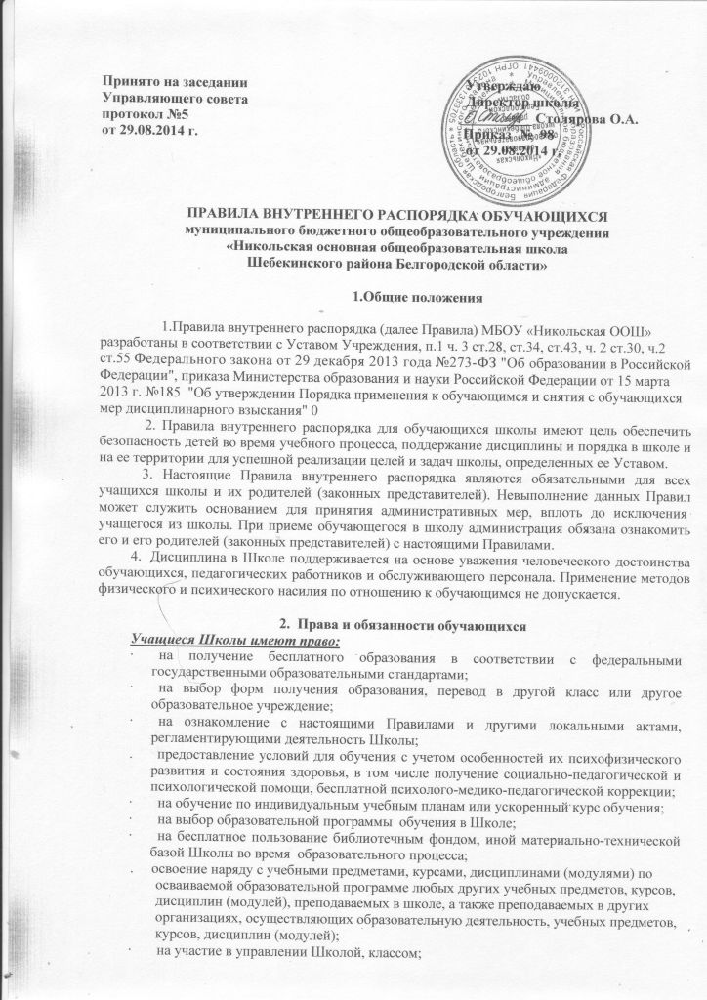 Принято на заседании
Управляющего совета
протокол №5
от 29.08.2014 г.
Утверждаю
Директор школы
Столярова О.А.
Приказ № 98
от 29.08.2014 г.
ПРАВИЛА ВНУТРЕННЕГО РАСПОРЯДКА ОБУЧАЮЩИХСЯ
муниципального бюджетного общеобразовательного учреждения
«Никольская основная общеобразовательная школа
Шебекинского района Белгородской области»
1.Общие положения
1.Правила внутреннего распорядка (далее Правила) МБОУ «Никольская ООШ»
разработаны в соответствии с Уставом Учреждения, п.1 ч. 3 ст.28, ст.34, ст.43, ч. 2 ст.30, ч.2
ст.55 Федерального закона от 29 декабря 2013 года №273-ФЗ "Об образовании в Российской
Федерации", приказа Министерства образования и науки Российской Федерации от 15 марта
2013 г. №185 "Об утверждении Порядка применения к обучающимся и снятия с обучающихся
мер дисциплинарного взыскания" 0
2. Правила внутреннего распорядка для обучающихся школы имеют цель обеспечить
безопасность детей во время учебного процесса, поддержание дисциплины и порядка в школе и
на ее территории для успешной реализации целей и задач школы, определенных ее Уставом.
3. Настоящие Правила внутреннего распорядка являются обязательными для всех
учащихся школы и их родителей (законных представителей). Невыполнение данных Правил
может служить основанием для принятия административных мер, вплоть до исключения
учащегося из школы. При приеме обучающегося в школу администрация обязана ознакомить
его и его родителей (законных представителей) с настоящими Правилами.
4. Дисциплина в Школе поддерживается на основе уважения человеческого достоинства
обучающихся, педагогических работников и обслуживающего персонала. Применение методов
физического и психического насилия по отношению к обучающимся не допускается.
2. Права и обязанности обучающихся
Учащиеся Школы имеют право:
· на получение бесплатного образования в соответствии с федеральными
государственными образовательными стандартами;
· на выбор форм получения образования, перевод в другой класс или другое
образовательное учреждение;
· на ознакомление с настоящими Правилами и другими локальными актами,
регламентирующими деятельность Школы;
. предоставление условий для обучения с учетом особенностей их психофизического
развития и состояния здоровья, в том числе получение социально-педагогической и
психологической помощи, бесплатной психолого-медико-педагогической коррекции;
· на обучение по индивидуальным учебным планам или ускоренный курс обучения;
· на выбор образовательной программы обучения в Школе;
· на бесплатное пользование библиотечным фондом, иной материально-технической
базой Школы во время образовательного процесса;
. освоение наряду с учебными предметами, курсами, дисциплинами (модулями) по
осваиваемой образовательной программе любых других учебных предметов, курсов,
дисциплин (модулей), преподаваемых в школе, а также преподаваемых в других
организациях, осуществляющих образовательную деятельность, учебных предметов,
курсов, дисциплин (модулей);
· на участие в управлении Школой, классом;